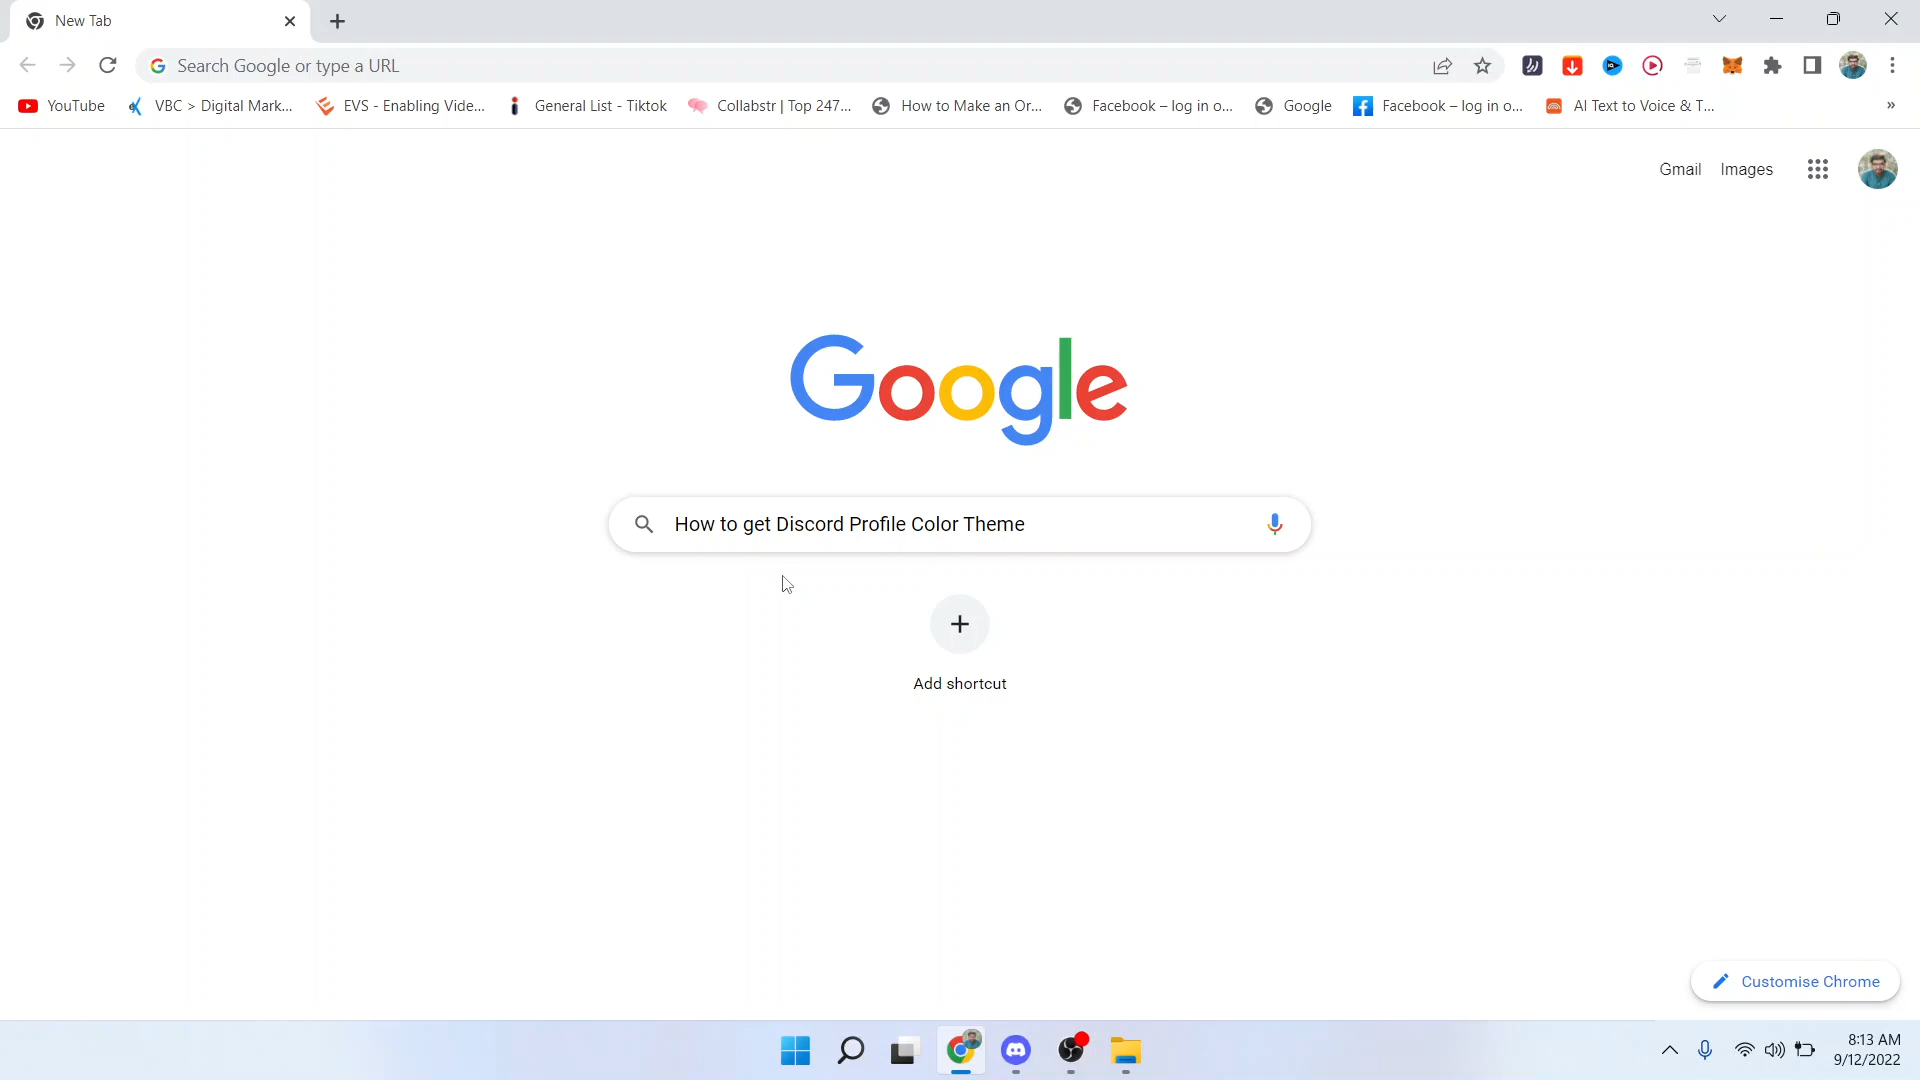 New Tab
Search Google or type a URL
YouTube VBC > Digital Mark... EVS - Enabling Vide... General List - Tiktok Collabstr | Top 247... How to Make an Or... Facebook – log in o... Google Facebook – log in o... AI Text to Voice & T... »
Gmail Images
Google
How to get Discord Profile Color Theme
Add shortcut
Customise Chrome
8:13 AM
9/12/2022